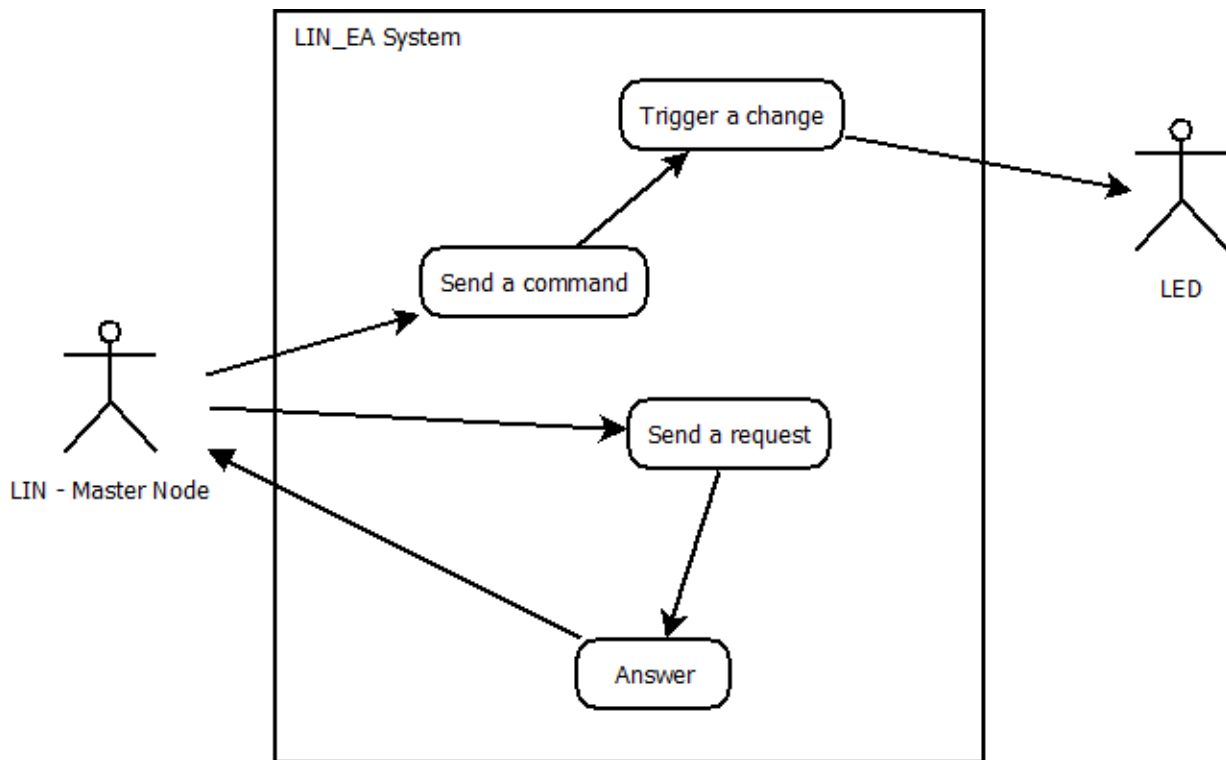 LIN_EA System
Trigger a change
Send a command
LED
LIN - Master Node
Send a request
Answer